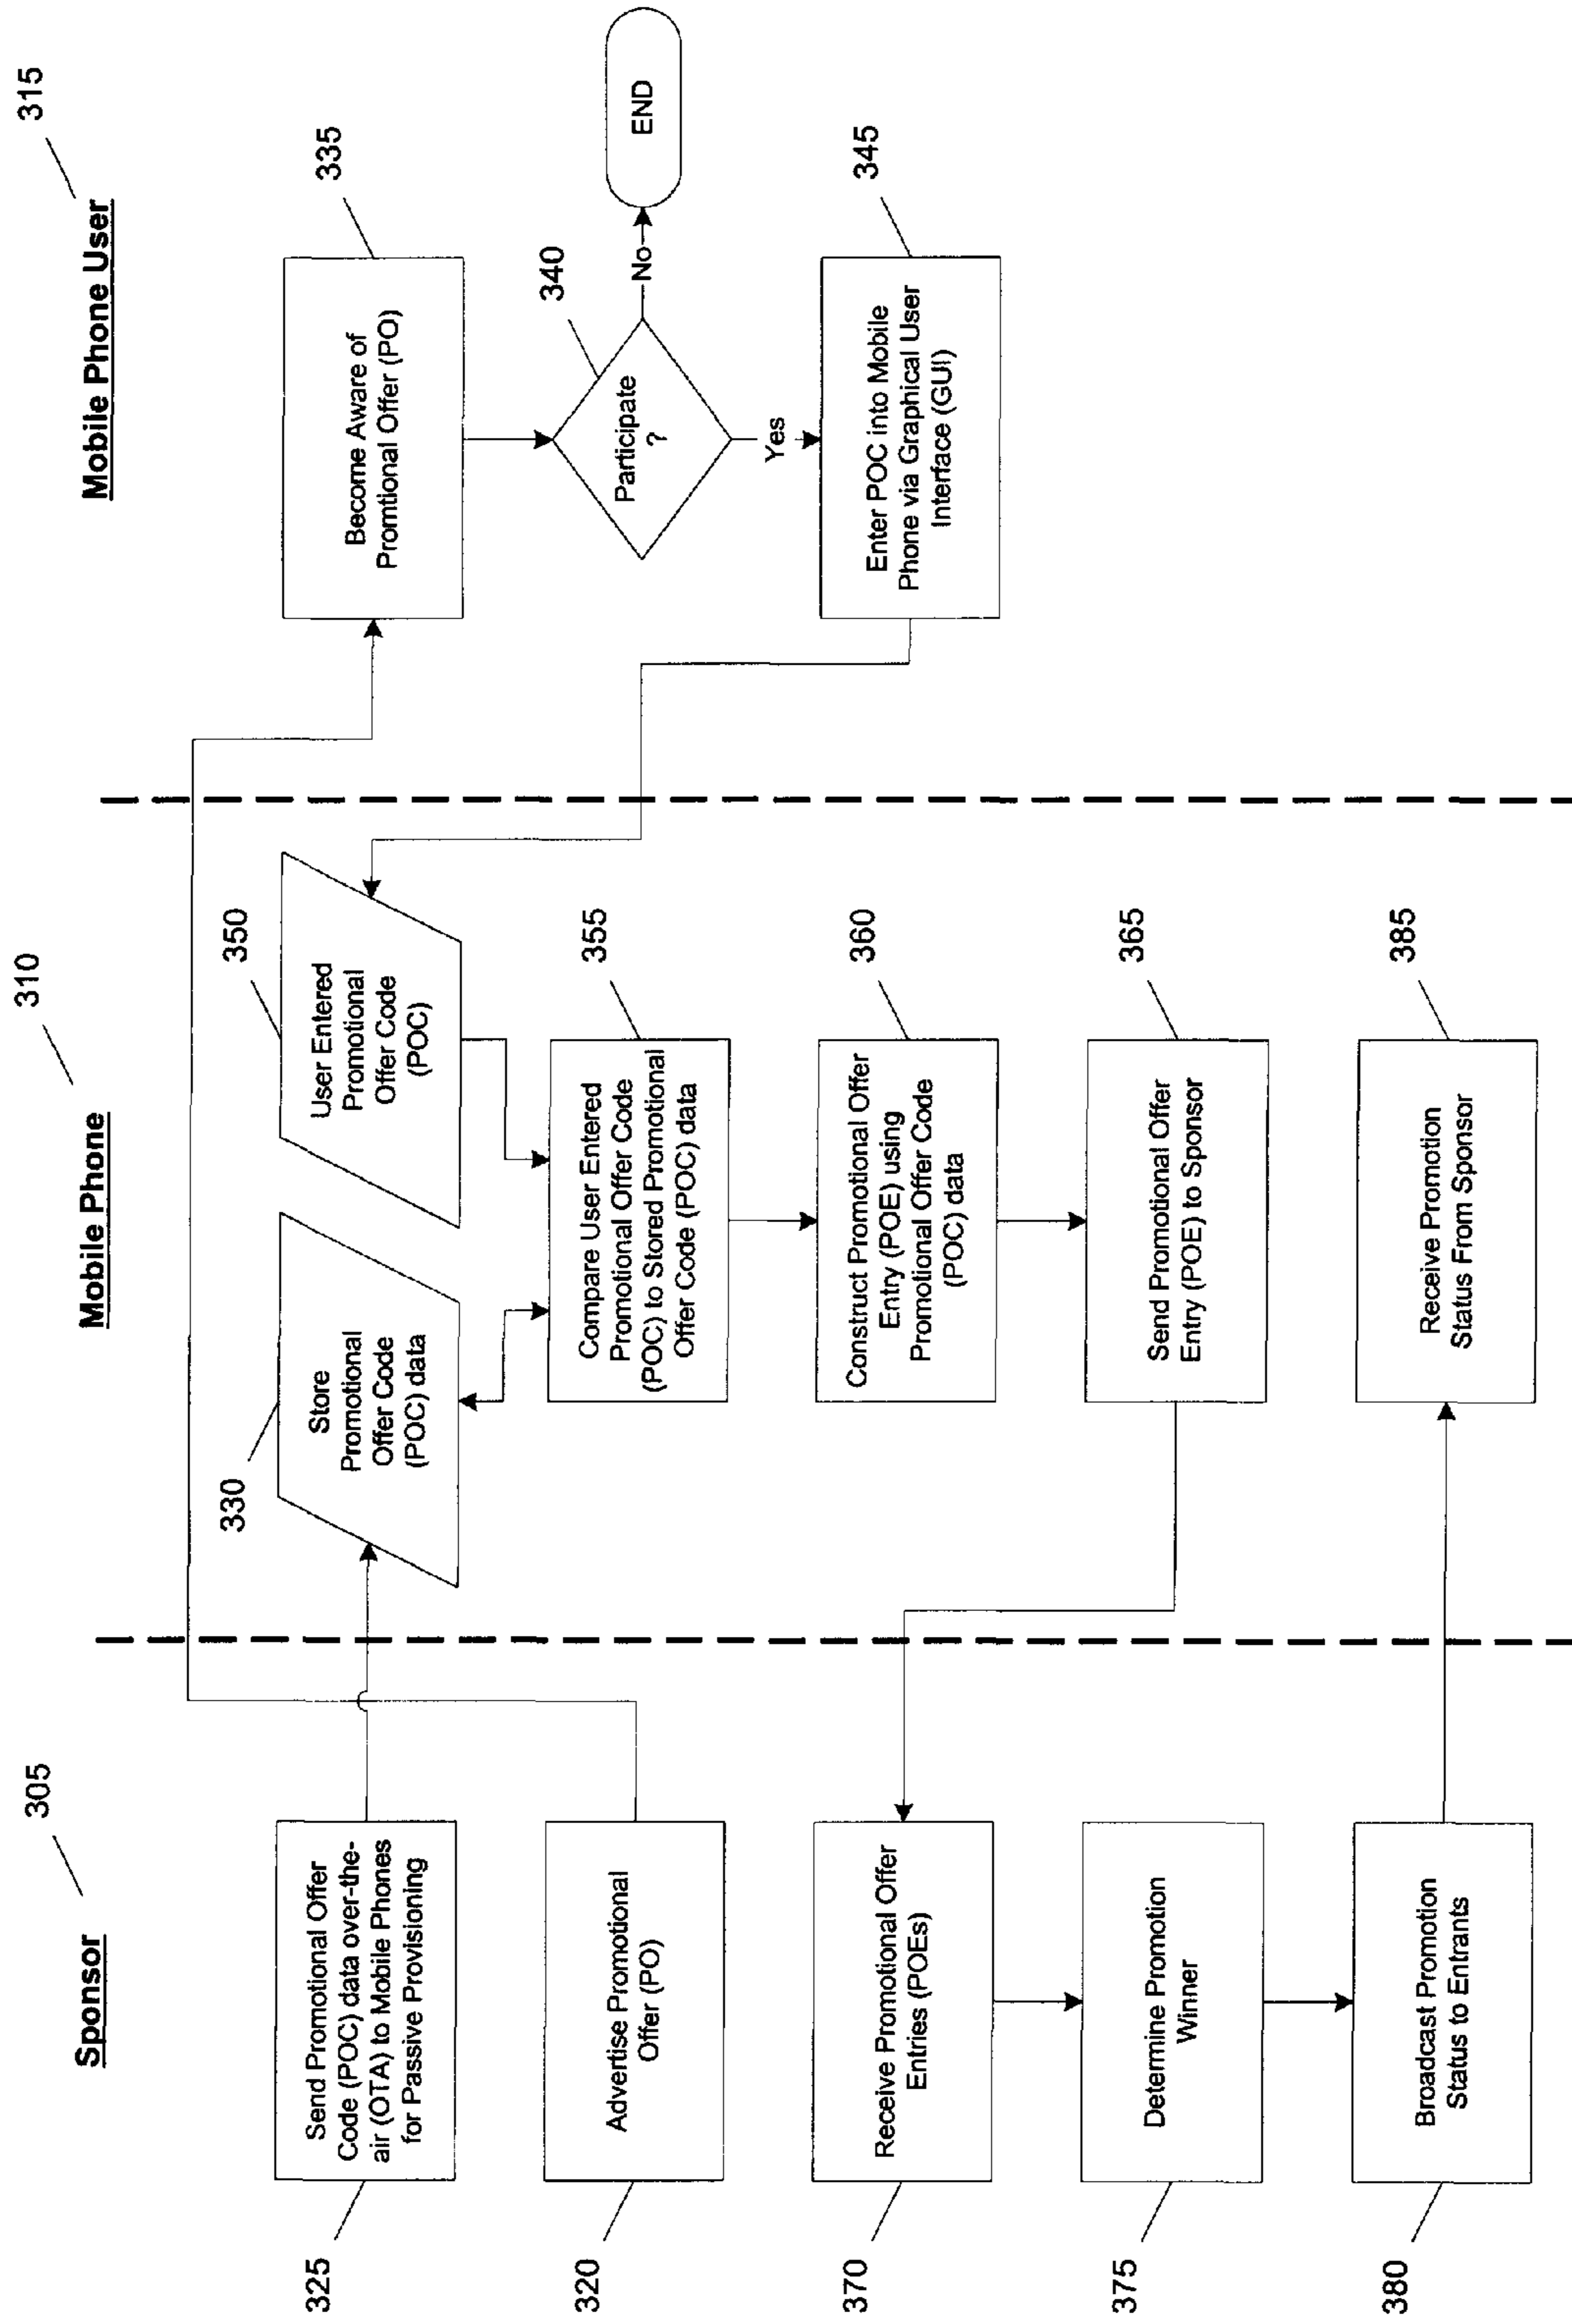 305
Sponsor
325
Send Promotional Offer
Code (POC) data over-the-
air (OTA) to Mobile Phones
for Passive Provisioning
320
Advertise Promotional
Offer (PO)
370
Receive Promotional Offer
Entries (POEs)
375
Determine Promotion
Winner
380
Broadcast Promotion
Status to Entrants
310
Mobile Phone
330
Store
Promotional
Offer Code
(POC) data
350
User Entered
Promotional
Offer Code
(POC)
355
Compare User Entered
Promotional Offer Code
(POC) to Stored Promotional
Offer Code (POC) data
360
Construct Promotional Offer
Entry (POE) using
Promotional Offer Code
(POC) data
365
Send Promotional Offer
Entry (POE) to Sponsor
385
Receive Promotion
Status From Sponsor
315
Mobile Phone User
335
Become Aware of
Promtional Offer (PO)
340
Participate
?
No
END
Yes
345
Enter POC into Mobile
Phone via Graphical User
Interface (GUI)